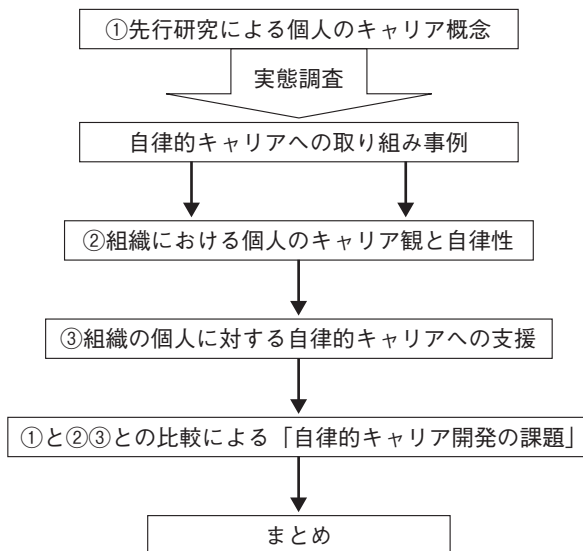 ①先行研究による個人のキャリア概念
実態調査
自律的キャリアへの取り組み事例
②組織における個人のキャリア観と自律性
③組織の個人に対する自律的キャリアへの支援
①と②③との比較による「自律的キャリア開発の課題」
まとめ